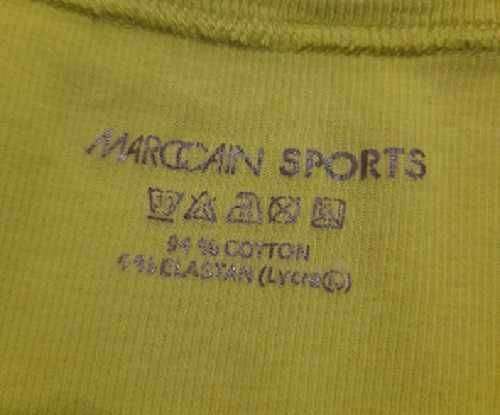 MARCCAIN SPORTS
94 % COTTON
6 % ELASTAN (Lycra®)